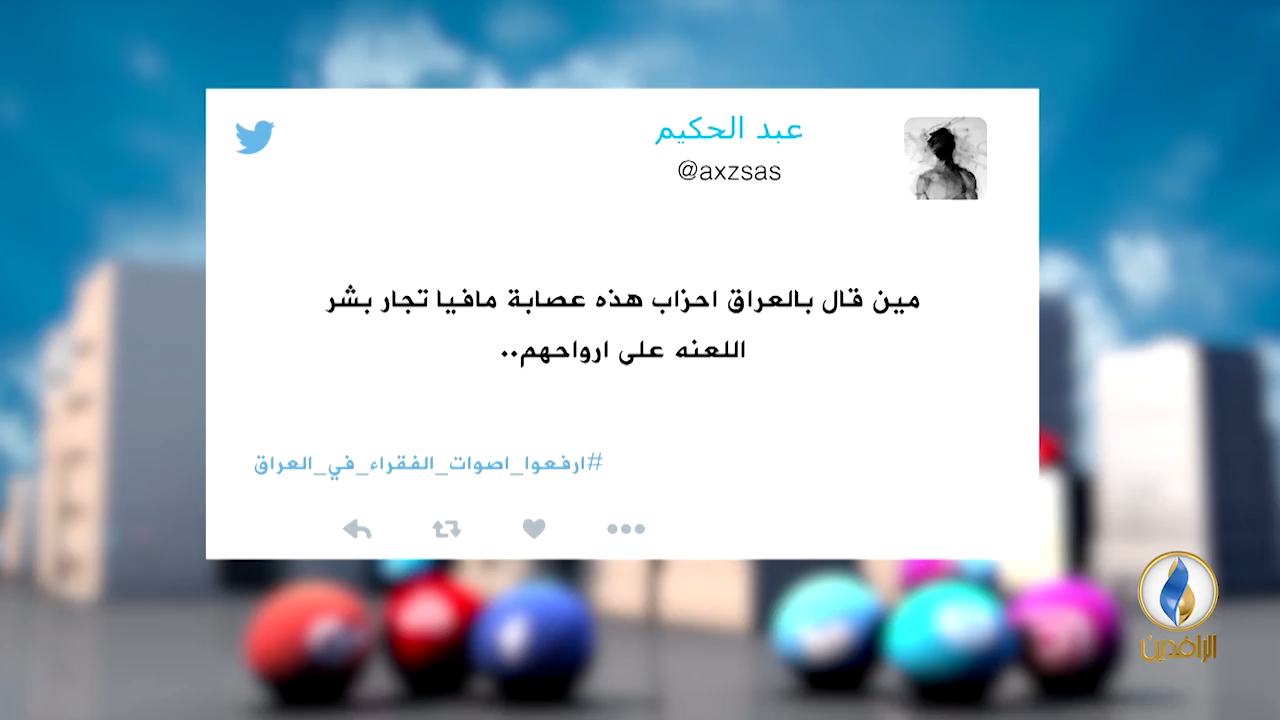 عبد الحكيم
@axzsas
مين قال بالعراق احزاب هذه عصابة مافيا تجار بشر
اللعنه على ارواحهم..
#ارفعوا_اصوات_الفقراء_في_العراق
الرافدين